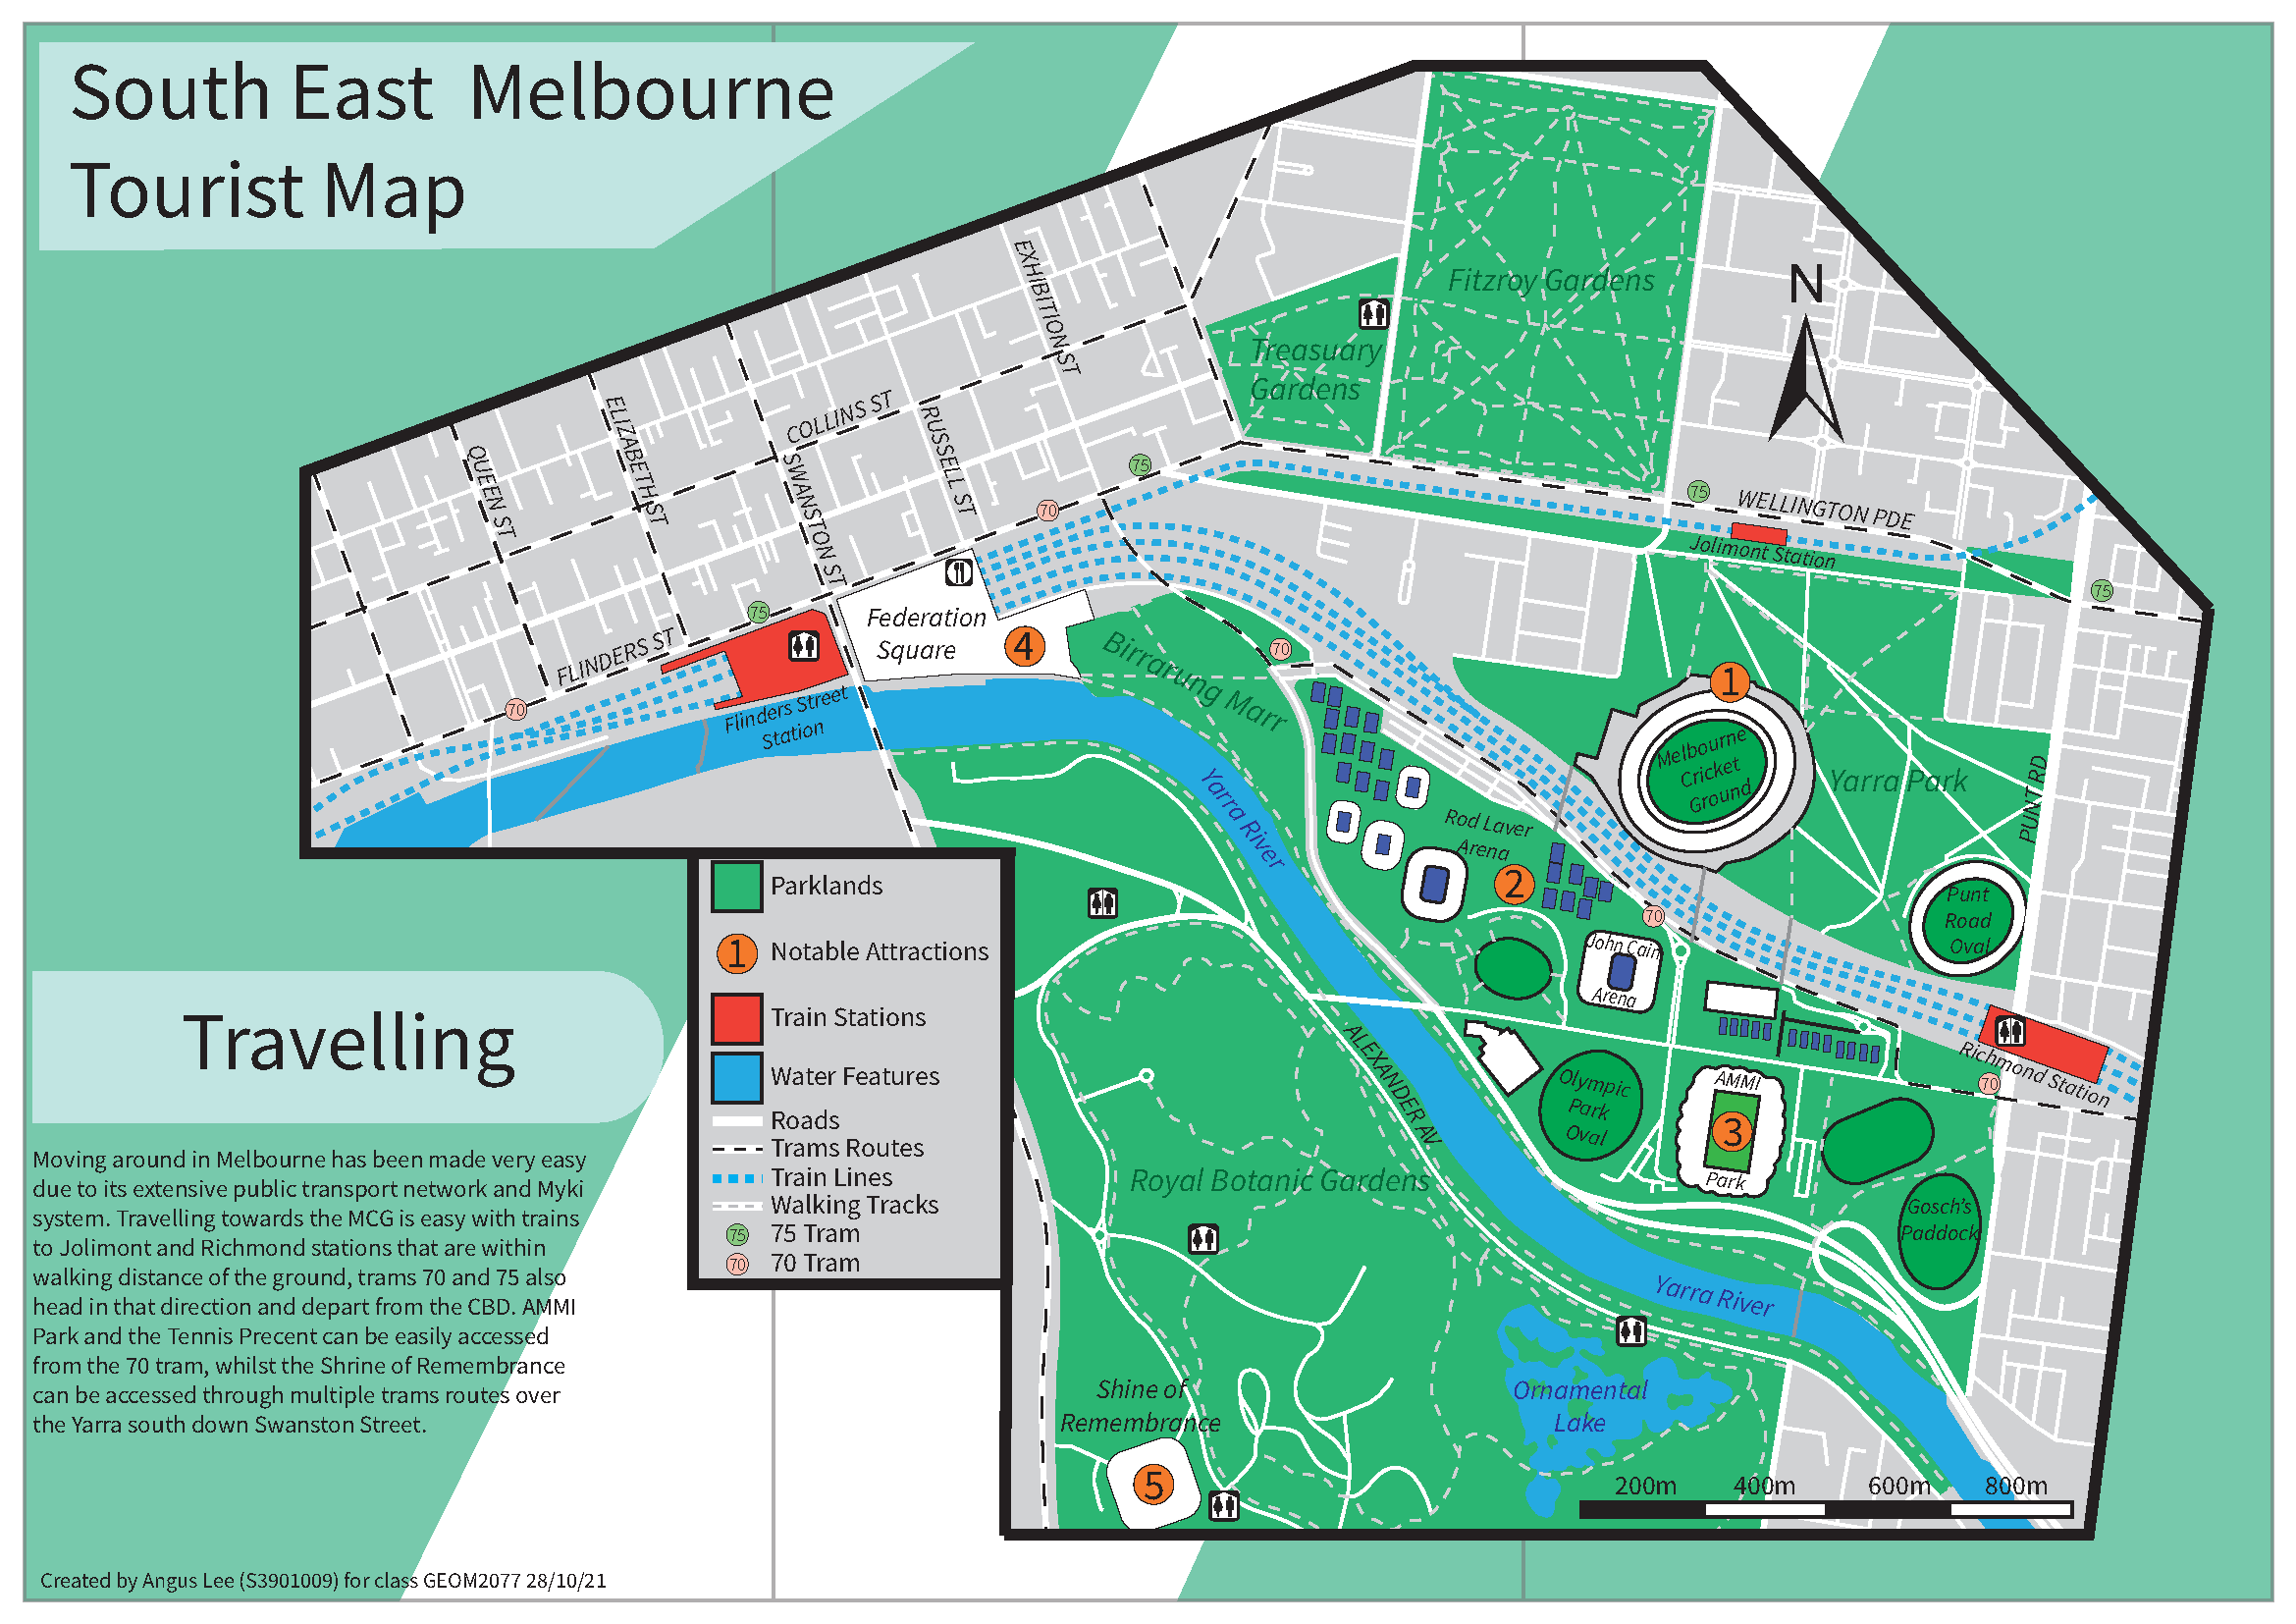 South East Melbourne
Tourist Map
N
EXHIBITION ST
Fitzroy Gardens
Treasuary
Gardens
COLLINS ST
ELIZABETH ST
RUSSELL ST
QUEEN ST
SWANSTON ST
75
75
WELLINGTON PDE
70
Jolimont Station
75
75
FLINDERS ST
Federation
Square
4
70
Birrarung Marr
1
70
Flinders Street
Station
Melbourne
Cricket
Ground
Yarra Park
PUNT RD
Yarra River
Rod Laver
Arena
2
70
Punt
Road
Oval
John Cain
Arena
Richmond Station
70
ALEXANDER AV
Olympic
Park
Oval
AMMI
3
Park
Gosch's
Paddock
Royal Botanic Gardens
Yarra River
Shine of
Remembrance
5
Ornamental
Lake
200m 400m 600m 800m
Parklands
1 Notable Attractions
Train Stations
Water Features
Roads
Trams Routes
Train Lines
Walking Tracks
75 75 Tram
70 70 Tram
Travelling
Moving around in Melbourne has been made very easy
due to its extensive public transport network and Myki
system. Travelling towards the MCG is easy with trains
to Jolimont and Richmond stations that are within
walking distance of the ground, trams 70 and 75 also
head in that direction and depart from the CBD. AMMI
Park and the Tennis Precent can be easily accessed
from the 70 tram, whilst the Shrine of Remembrance
can be accessed through multiple trams routes over
the Yarra south down Swanston Street.
Created by Angus Lee (S3901009) for class GEOM2077 28/10/21